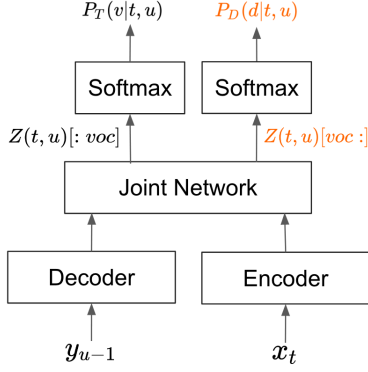 P_T(v|t, u) P_D(d|t, u)
Softmax Softmax
Z(t, u)[: voc] Z(t, u)[voc :]
Joint Network
Decoder Encoder
y_{u−1} x_t